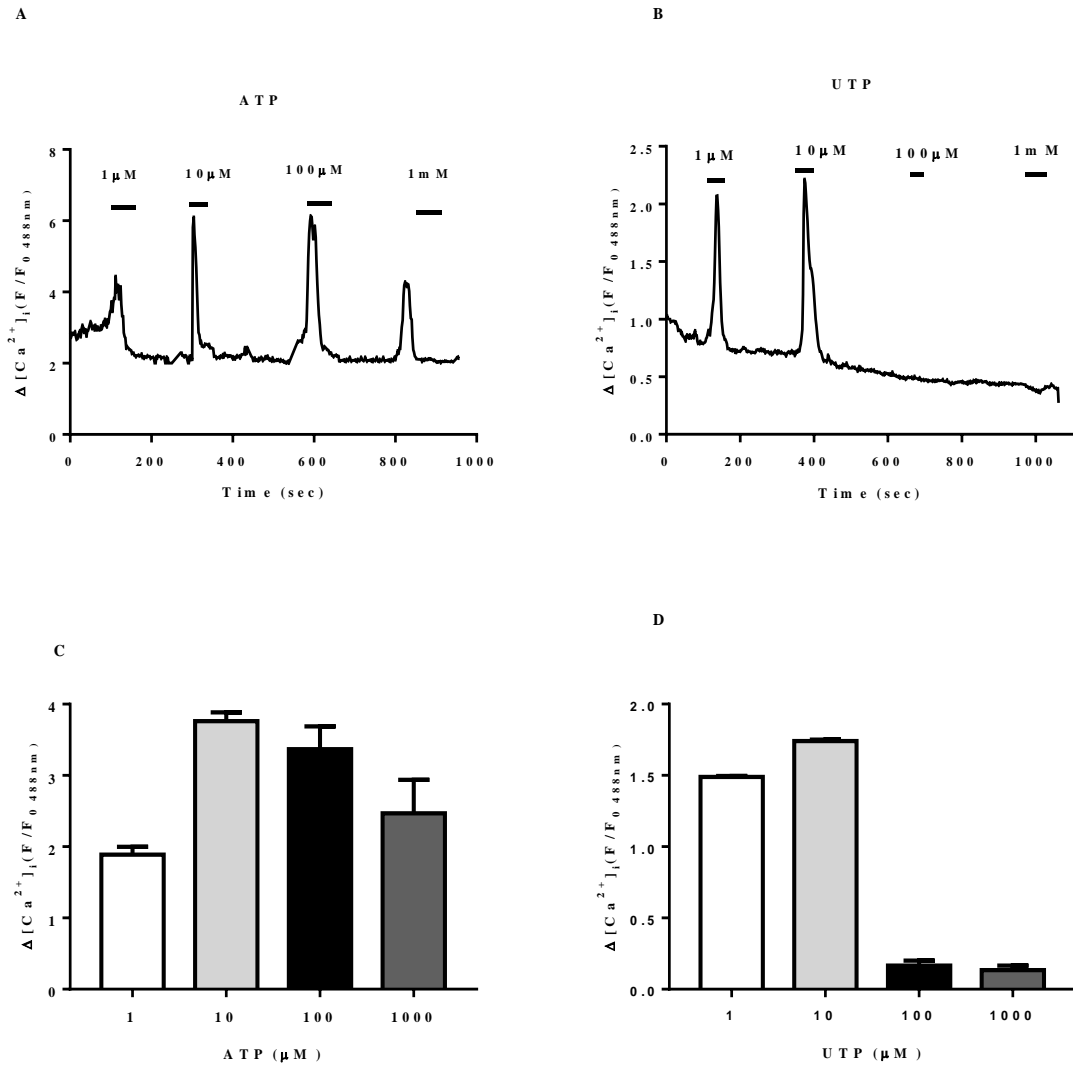 A
ATP
Δ[Ca2+]i(F/F0 488nm)
8
6
4
2
0
1μM
10μM
100μM
1mM
0 200 400 600 800 1000
Time (sec)
B
UTP
Δ[Ca2+]i(F/F0 488nm)
2.5
2.0
1.5
1.0
0.5
0.0
1μM
10μM
100μM
1mM
0 200 400 600 800 1000
Time (sec)
C
Δ[Ca2+]i(F/F0 488nm)
4
3
2
1
0
1 10 100 1000
ATP (μM)
D
Δ[Ca2+]i(F/F0 488nm)
2.0
1.5
1.0
0.5
0.0
1 10 100 1000
UTP (μM)